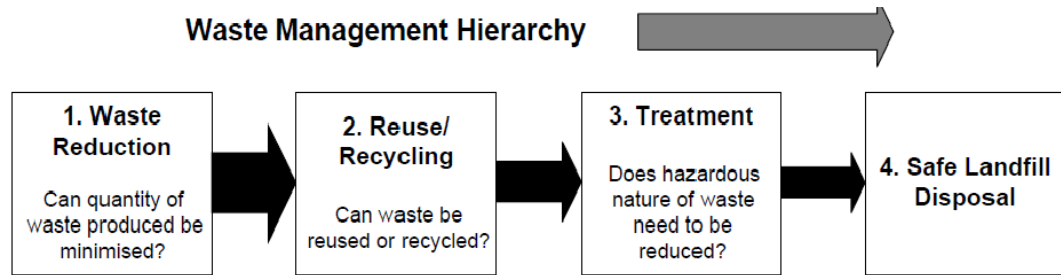 Waste Management Hierarchy
1. Waste
Reduction
Can quantity of
waste produced be
minimised?
2. Reuse/
Recycling
Can waste be
reused or recycled?
3. Treatment
Does hazardous
nature of waste
need to be
reduced?
4. Safe Landfill
Disposal